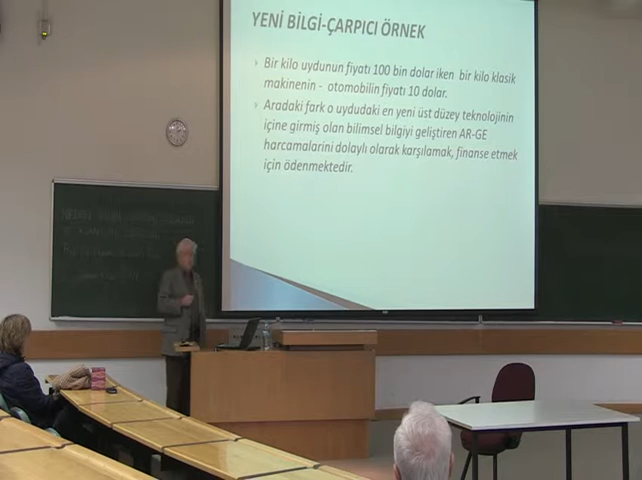 YENİ BİLGİ-ÇARPICI ÖRNEK
Bir kilo uydunun fiyatı 100 bin dolar iken bir kilo klasik
makinenin - otomobilin fiyatı 10 dolar.
Aradaki fark o uydudaki en yeni üst düzey teknolojinin
içine girmiş olan bilimsel bilgiyi geliştiren AR-GE
harcamalarini dolaylı olarak karşılamak, finanse etmek
için ödenmektedir.